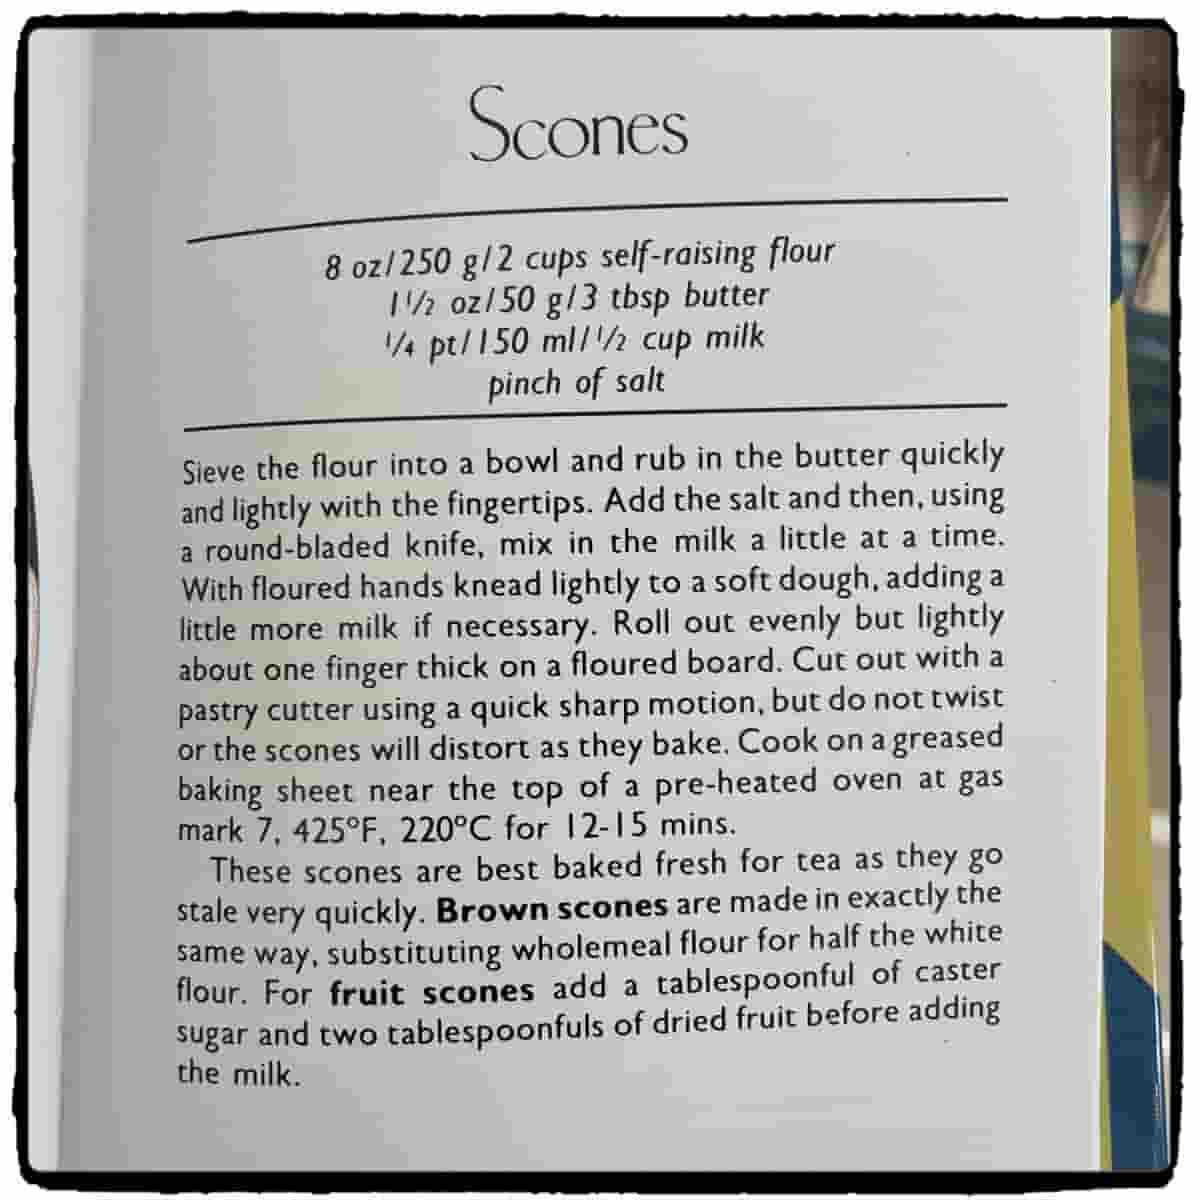 Scones
8 oz/250 g/2 cups self-raising flour
1 1/2 oz/50 g/3 tbsp butter
1/4 pt/150 ml/1/2 cup milk
pinch of salt
Sieve the flour into a bowl and rub in the butter quickly
and lightly with the fingertips. Add the salt and then, using
a round-bladed knife, mix in the milk a little at a time.
With floured hands knead lightly to a soft dough, adding a
little more milk if necessary. Roll out evenly but lightly
about one finger thick on a floured board. Cut out with a
pastry cutter using a quick sharp motion, but do not twist
or the scones will distort as they bake. Cook on a greased
baking sheet near the top of a pre-heated oven at gas
mark 7, 425°F, 220°C for 12-15 mins.
These scones are best baked fresh for tea as they go
stale very quickly. Brown scones are made in exactly the
same way, substituting wholemeal flour for half the white
flour. For fruit scones add a tablespoonful of caster
sugar and two tablespoonfuls of dried fruit before adding
the milk.